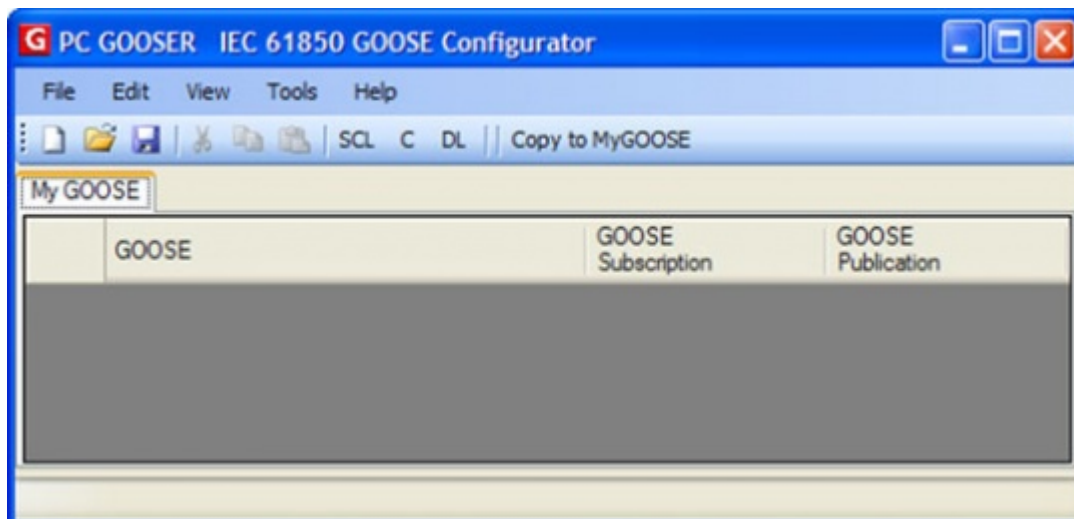 G PC GOOSER IEC 61850 GOOSE Configurator
File Edit View Tools Help
SCL C DL Copy to MyGOOSE
My GOOSE
GOOSE
GOOSE
Subscription
GOOSE
Publication